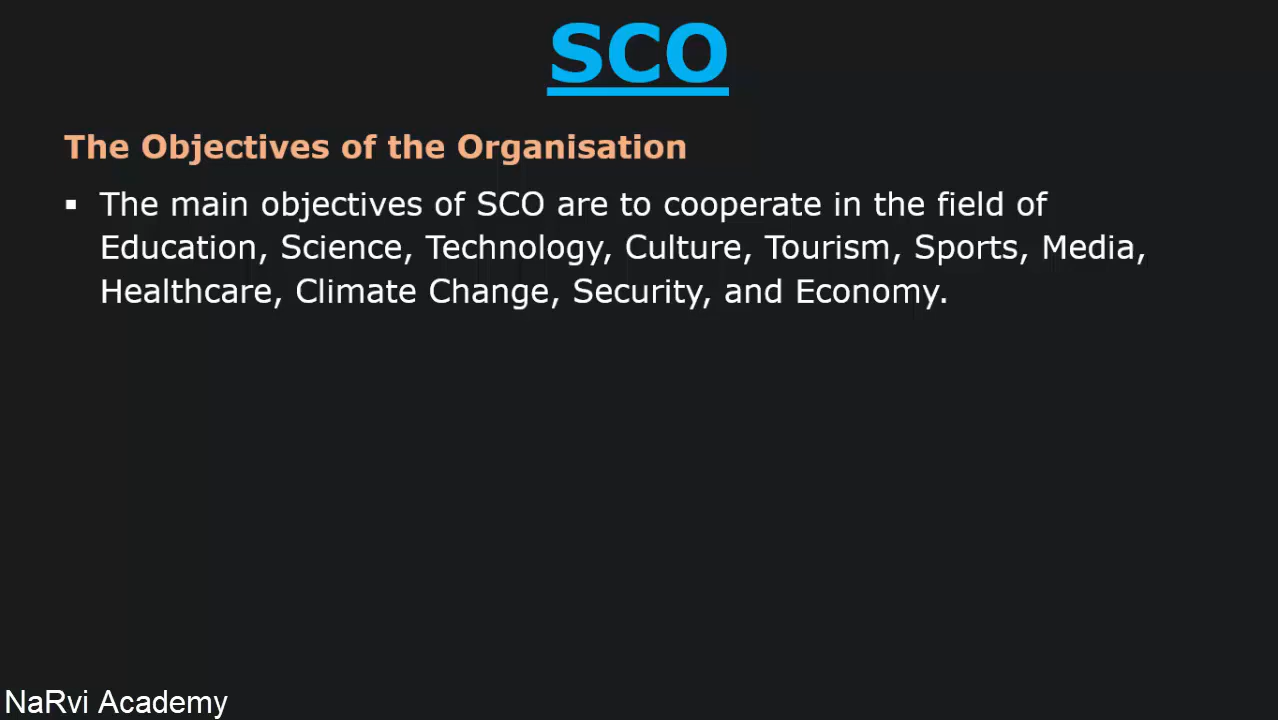 SCO
The Objectives of the Organisation
▪ The main objectives of SCO are to cooperate in the field of
Education, Science, Technology, Culture, Tourism, Sports, Media,
Healthcare, Climate Change, Security, and Economy.
NaRvi Academy